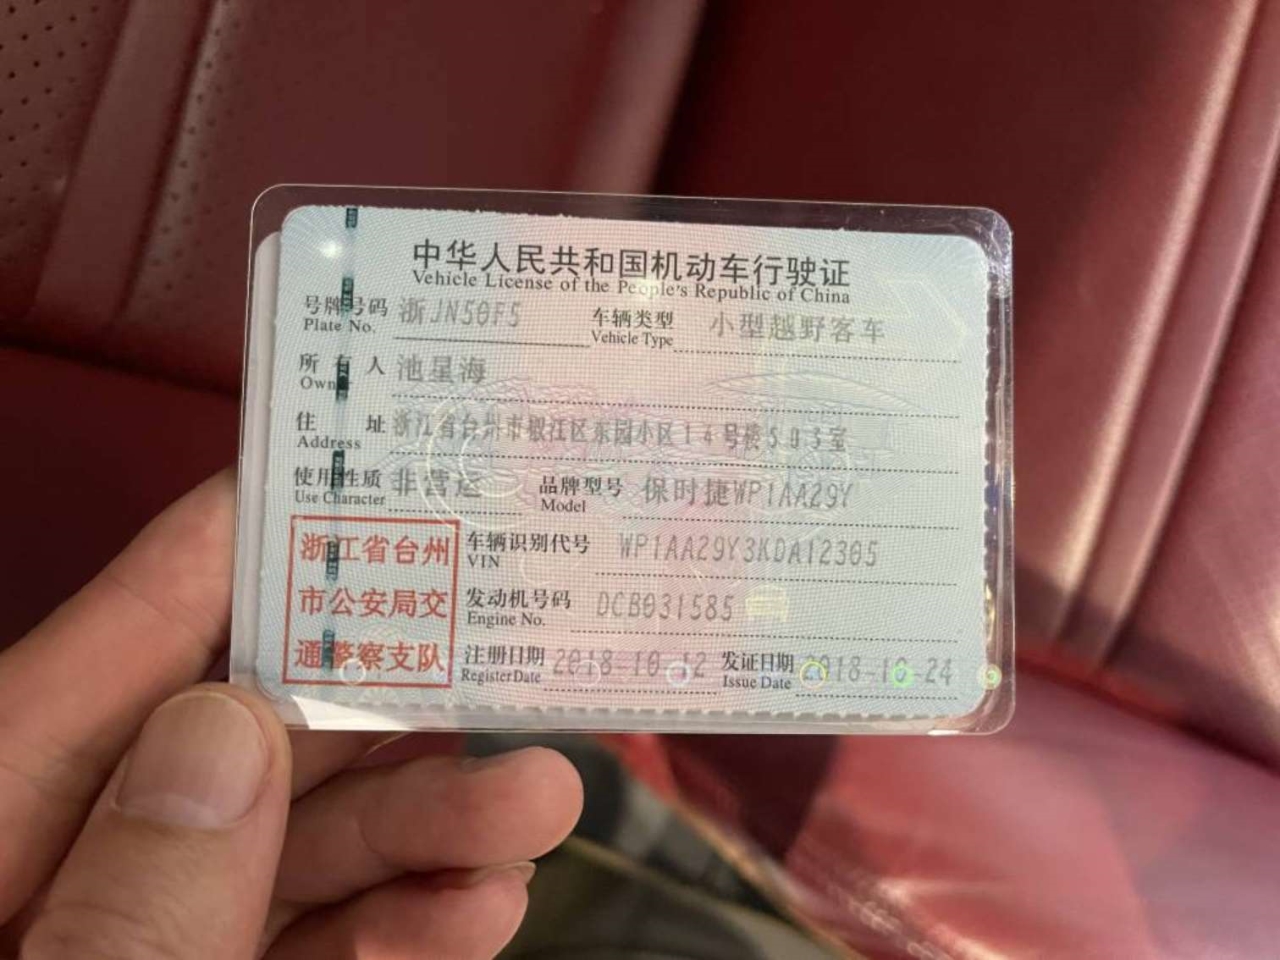 中华人民共和国机动车行驶证
Vehicle License of the People's Republic of China
号牌号码 浙JN50F5 车辆类型 小型越野客车
Plate No. Vehicle Type
所有人 池星海
Owner
住址 浙江省台州市椒江区东园小区14号楼503室
Address
使用性质 非营运 品牌型号 保时捷WP1AA29Y
Use Character Model
浙江省台州
市公安局交
通警察支队
车辆识别代号 WP1AA29Y3KDA12305
VIN
发动机号码 DCB031585
Engine No.
注册日期 2018-10-12 发证日期 2018-10-24
Register Date Issue Date